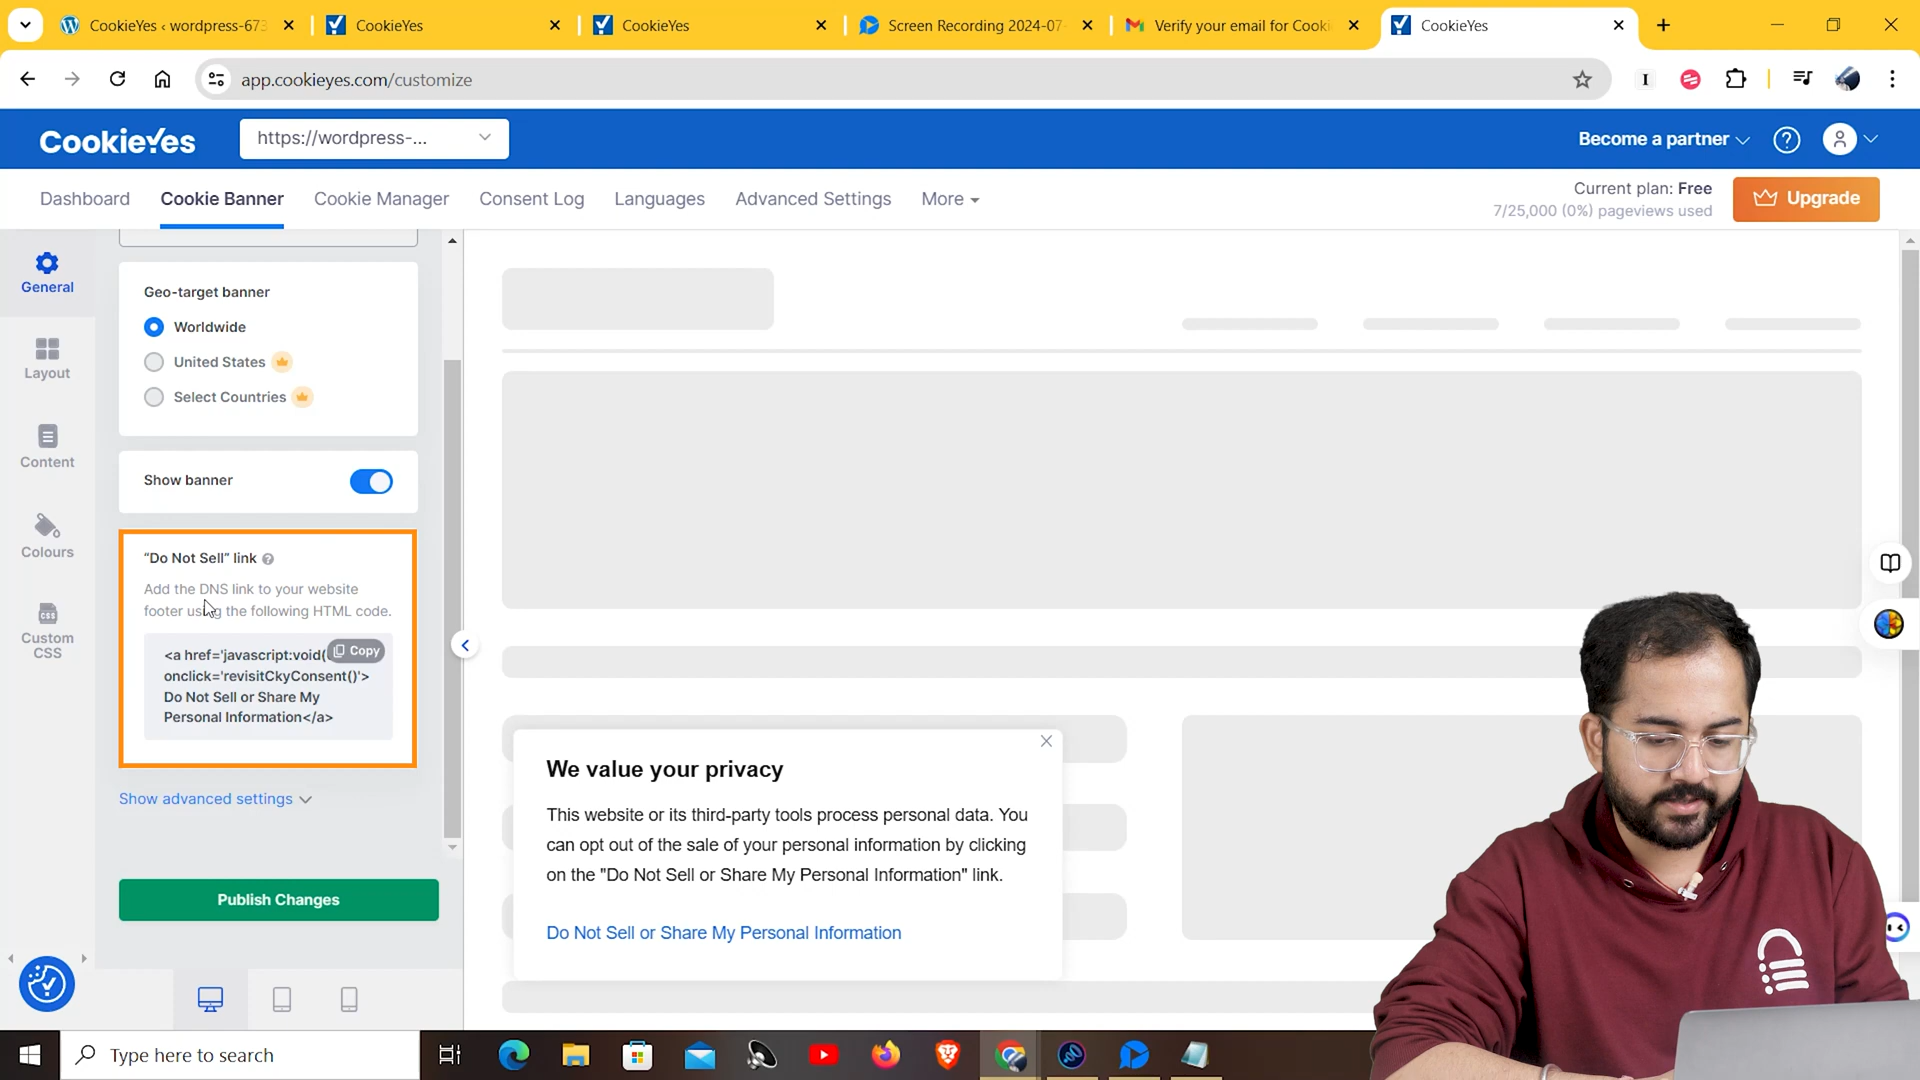 CookieYes ‹ wordpress-673
CookieYes
CookieYes
Screen Recording 2024-07-
Verify your email for Cooki
CookieYes
app.cookieyes.com/customize
CookieYes
https://wordpress-...
Become a partner
Dashboard
Cookie Banner
Cookie Manager
Consent Log
Languages
Advanced Settings
More
Current plan: Free
7/25,000 (0%) pageviews used
Upgrade
General
Layout
Content
Colours
CSS
Custom
CSS
Geo-target banner
Worldwide
United States
Select Countries
Show banner
“Do Not Sell” link
Add the DNS link to your website
footer using the following HTML code.
Copy
<a href='javascript:void(
onclick='revisitCkyConsent()'>
Do Not Sell or Share My
Personal Information</a>
Show advanced settings
Publish Changes
We value your privacy
This website or its third-party tools process personal data. You
can opt out of the sale of your personal information by clicking
on the "Do Not Sell or Share My Personal Information" link.
Do Not Sell or Share My Personal Information
Type here to search